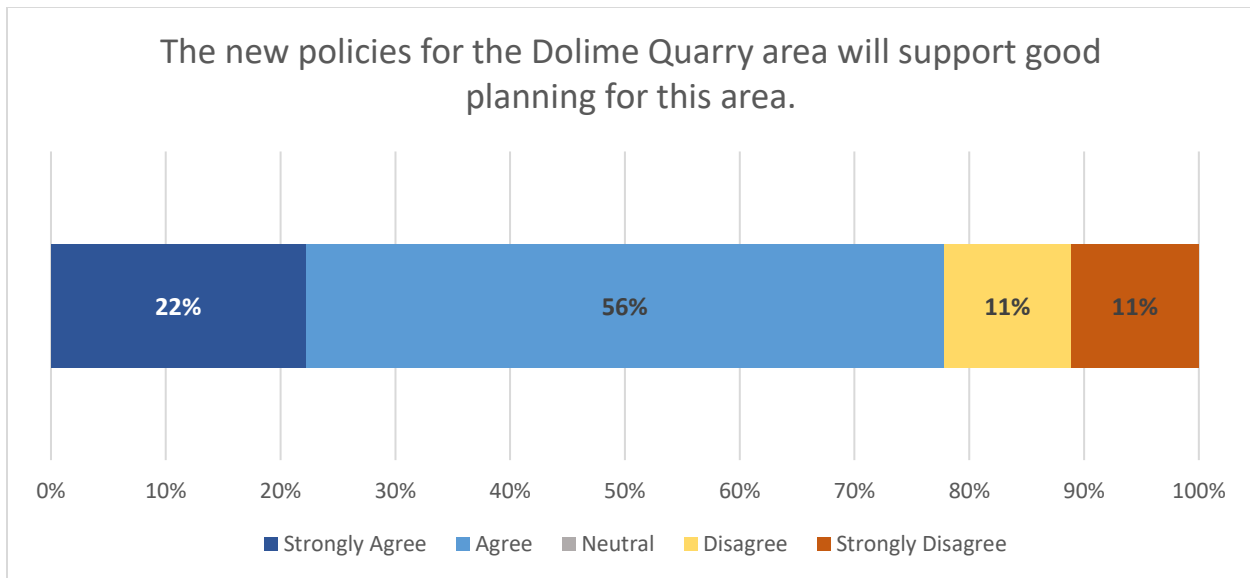 The new policies for the Dolime Quarry area will support good
planning for this area.
22% 56% 11% 11%
0% 10% 20% 30% 40% 50% 60% 70% 80% 90% 100%
Strongly Agree Agree Neutral Disagree Strongly Disagree